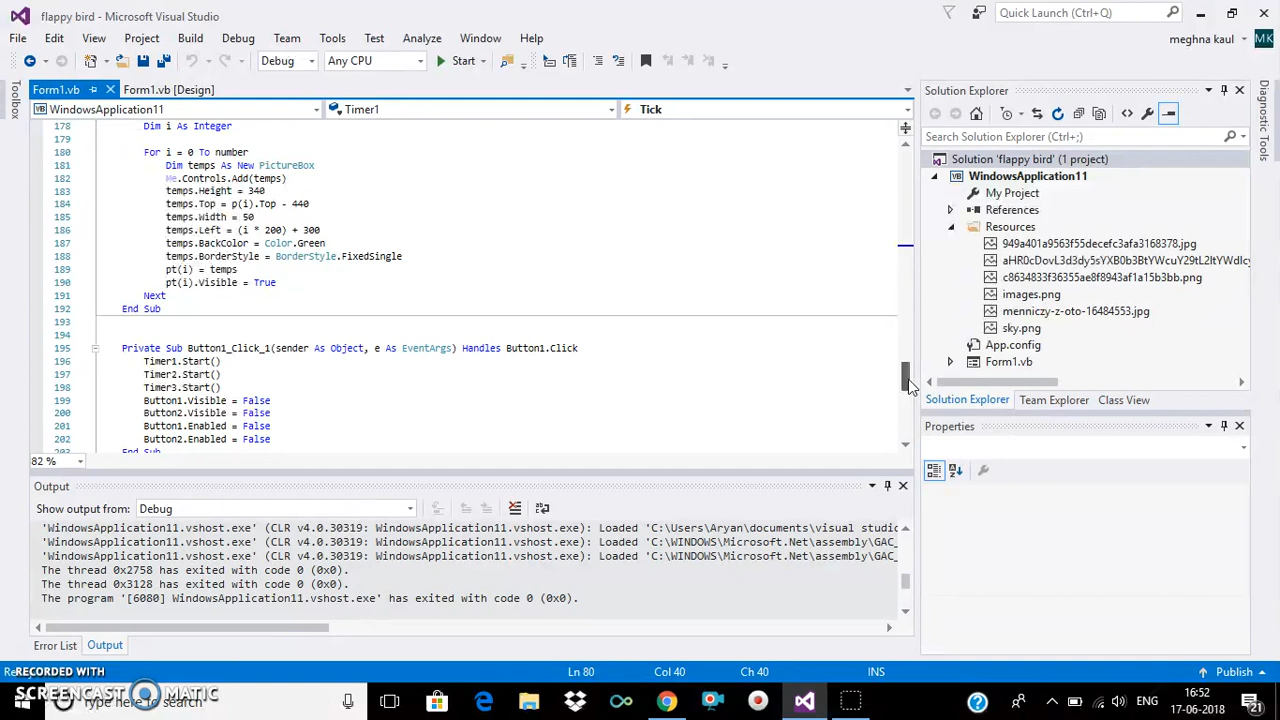 flappy bird - Microsoft Visual Studio
Quick Launch (Ctrl+Q)
File Edit View Project Build Debug Team Tools Test Analyze Window Help
meghna kaul MK
Debug Any CPU Start
Form1.vb Form1.vb [Design]
WindowsApplication11 Timer1 Tick
Toolbox
178 Dim i As Integer
179
180 For i = 0 To number
181 Dim temps As New PictureBox
182 Me.Controls.Add(temps)
183 temps.Height = 340
184 temps.Top = p(i).Top - 440
185 temps.Width = 50
186 temps.Left = (i * 200) + 300
187 temps.BackColor = Color.Green
188 temps.BorderStyle = BorderStyle.FixedSingle
189 pt(i) = temps
190 pt(i).Visible = True
191 Next
192 End Sub
193
194
195 Private Sub Button1_Click_1(sender As Object, e As EventArgs) Handles Button1.Click
196 Timer1.Start()
197 Timer2.Start()
198 Timer3.Start()
199 Button1.Visible = False
200 Button2.Visible = False
201 Button1.Enabled = False
202 Button2.Enabled = False
203 End Sub
82 %
Output
Show output from: Debug
'WindowsApplication11.vshost.exe' (CLR v4.0.30319: WindowsApplication11.vshost.exe): Loaded 'C:\Users\Aryan\documents\visual studio
'WindowsApplication11.vshost.exe' (CLR v4.0.30319: WindowsApplication11.vshost.exe): Loaded 'C:\WINDOWS\Microsoft.Net\assembly\GAC_
'WindowsApplication11.vshost.exe' (CLR v4.0.30319: WindowsApplication11.vshost.exe): Loaded 'C:\WINDOWS\Microsoft.Net\assembly\GAC_
The thread 0x2758 has exited with code 0 (0x0).
The thread 0x3128 has exited with code 0 (0x0).
The program '[6080] WindowsApplication11.vshost.exe' has exited with code 0 (0x0).
Error List Output
Solution Explorer
Search Solution Explorer (Ctrl+;)
Solution 'flappy bird' (1 project)
WindowsApplication11
My Project
References
Resources
949a401a9563f55decefc3afa3168378.jpg
c8634833f36355ae8f8943af1a15b3bb.png
images.png
menniczy-z-oto-16484553.jpg
sky.png
App.config
Form1.vb
Solution Explorer Team Explorer Class View
Properties
Diagnostic Tools
Ln 80 Col 40 Ch 40 INS Publish
RECORDED WITH
SCREENCAST MATIC
Type here to search
ENG
16:52
17-06-2018
21